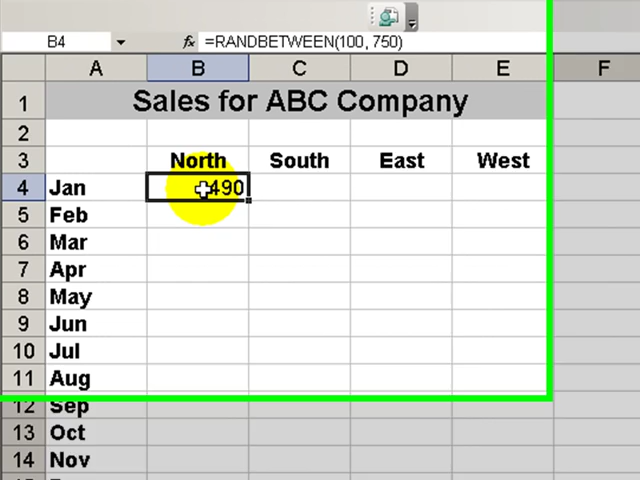 B4 fx =RANDBETWEEN(100, 750)
A B C D E F
1 Sales for ABC Company
2
3 North South East West
4 Jan 490
5 Feb
6 Mar
7 Apr
8 May
9 Jun
10 Jul
11 Aug
12 Sep
13 Oct
14 Nov